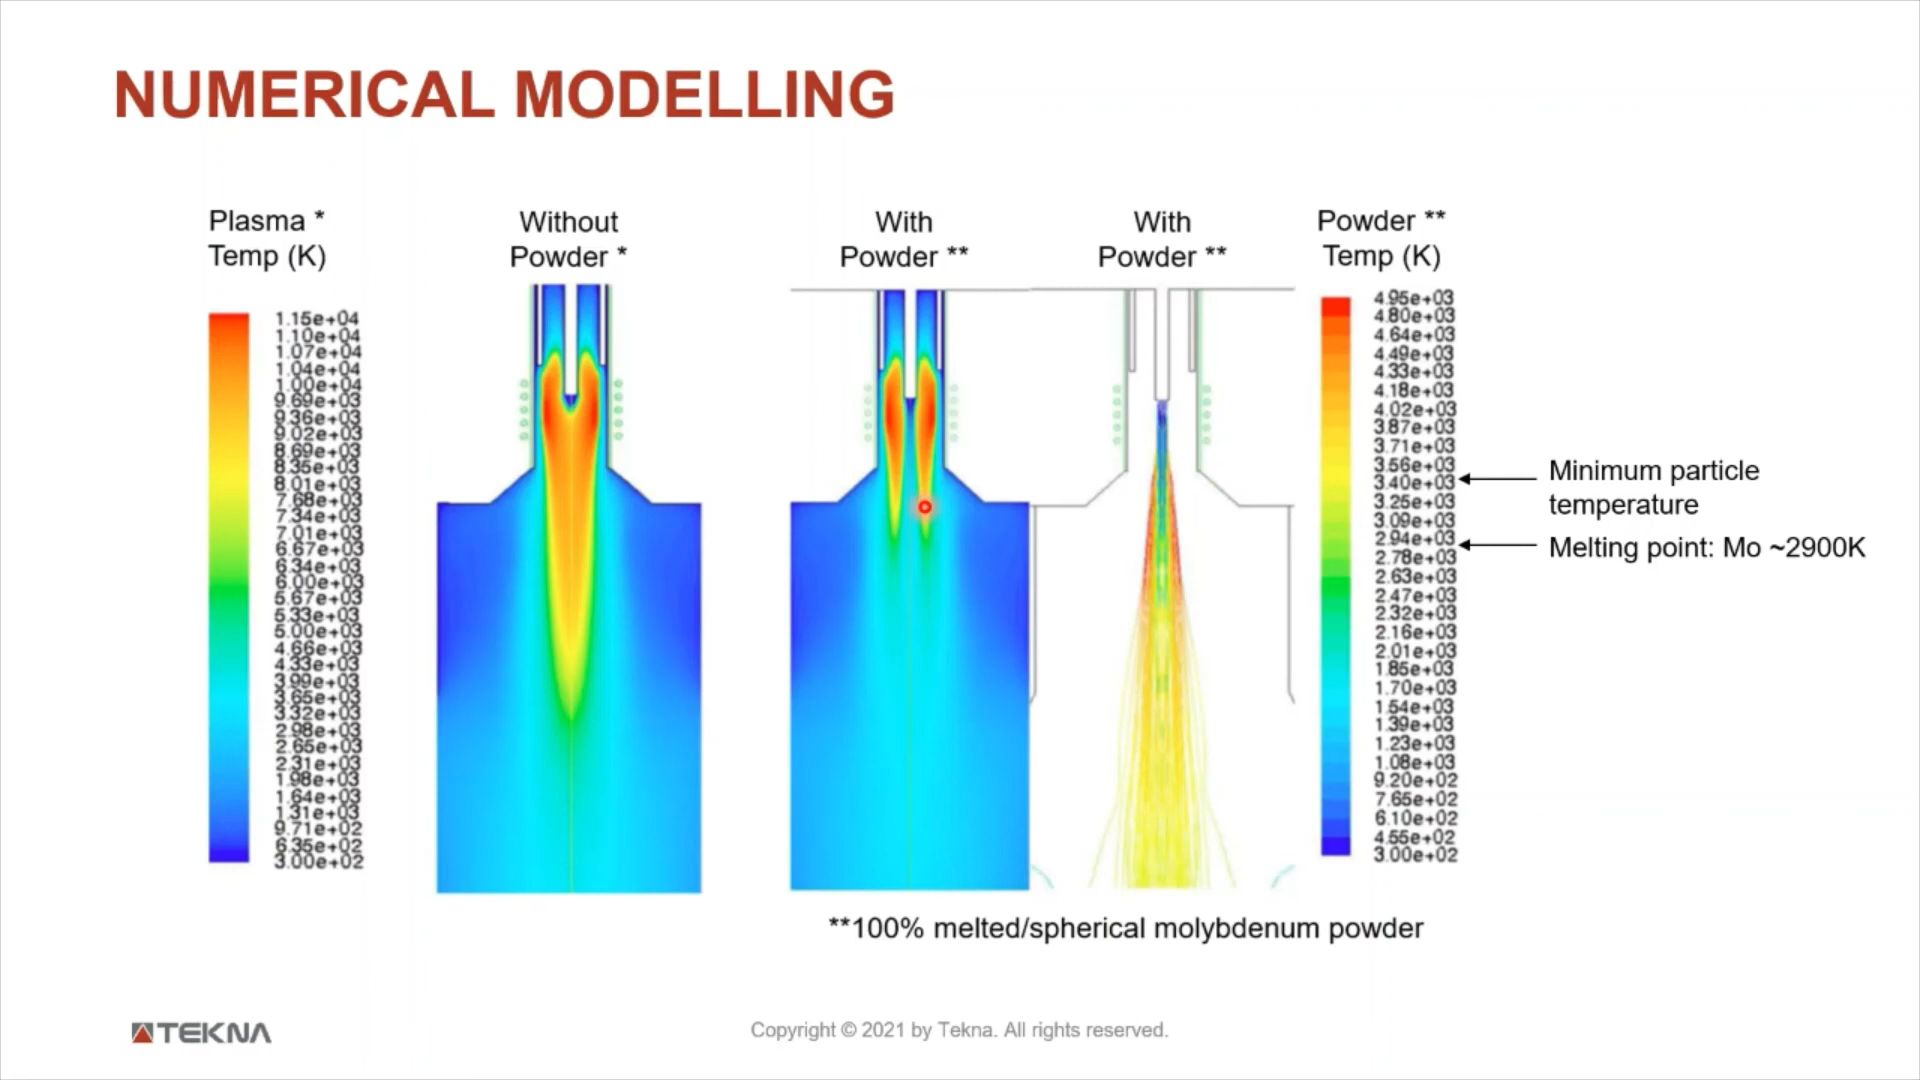 NUMERICAL MODELLING
Plasma *
Temp (K)
1.15e+04
1.10e+04
1.07e+04
1.04e+04
1.00e+04
9.69e+03
9.36e+03
9.02e+03
8.69e+03
8.35e+03
8.01e+03
7.68e+03
7.34e+03
7.01e+03
6.67e+03
6.34e+03
6.00e+03
5.67e+03
5.33e+03
5.00e+03
4.66e+03
4.33e+03
3.99e+03
3.65e+03
3.32e+03
2.98e+03
2.65e+03
2.31e+03
1.98e+03
1.64e+03
1.31e+03
9.71e+02
6.35e+02
3.00e+02
Without
Powder *
With
Powder **
With
Powder **
Powder **
Temp (K)
4.95e+03
4.80e+03
4.64e+03
4.49e+03
4.33e+03
4.18e+03
4.02e+03
3.87e+03
3.71e+03
3.56e+03
3.40e+03
3.25e+03
3.09e+03
2.94e+03
2.78e+03
2.63e+03
2.47e+03
2.32e+03
2.16e+03
2.01e+03
1.85e+03
1.70e+03
1.54e+03
1.39e+03
1.23e+03
1.08e+03
9.20e+02
7.65e+02
6.10e+02
4.55e+02
3.00e+02
Minimum particle
temperature
Melting point: Mo ~2900K
**100% melted/spherical molybdenum powder
TEKNA
Copyright © 2021 by Tekna. All rights reserved.